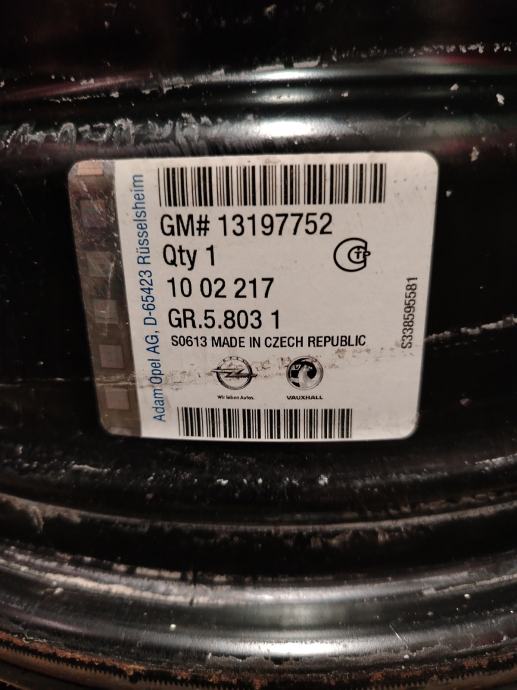 Adam Opel AG, D-65423 Rüsselsheim
GM# 13197752
Qty 1
10 02 217
GR.5.803 1
S0613 MADE IN CZECH REPUBLIC
Wir leben Autos.
VAUXHALL
S338595581